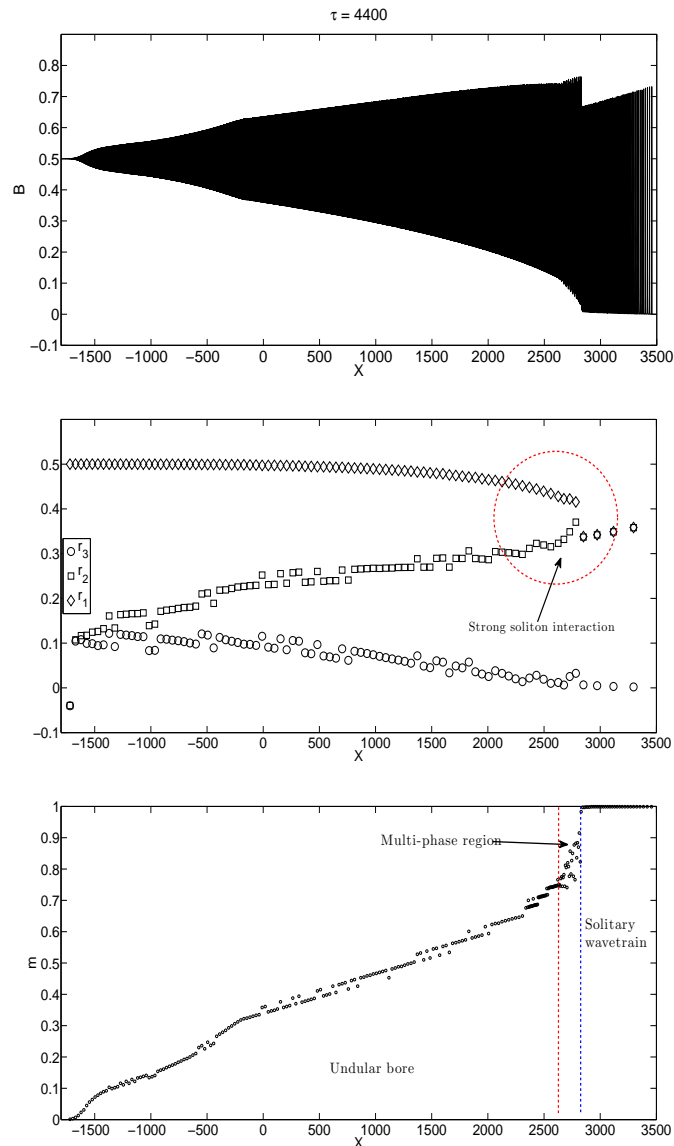 τ = 4400
0.8
0.7
0.6
0.5
0.4
0.3
0.2
0.1
0
−0.1
B
−1500 −1000 −500 0 500 1000 1500 2000 2500 3000 3500
X
0.5
0.4
0.3
0.2
0.1
0
−0.1
r3
r2
r1
Strong soliton interaction
−1500 −1000 −500 0 500 1000 1500 2000 2500 3000 3500
X
1
0.9
0.8
0.7
0.6
0.5
0.4
0.3
0.2
0.1
0
m
Multi-phase region
Solitary
wavetrain
Undular bore
−1500 −1000 −500 0 500 1000 1500 2000 2500 3000 3500
X